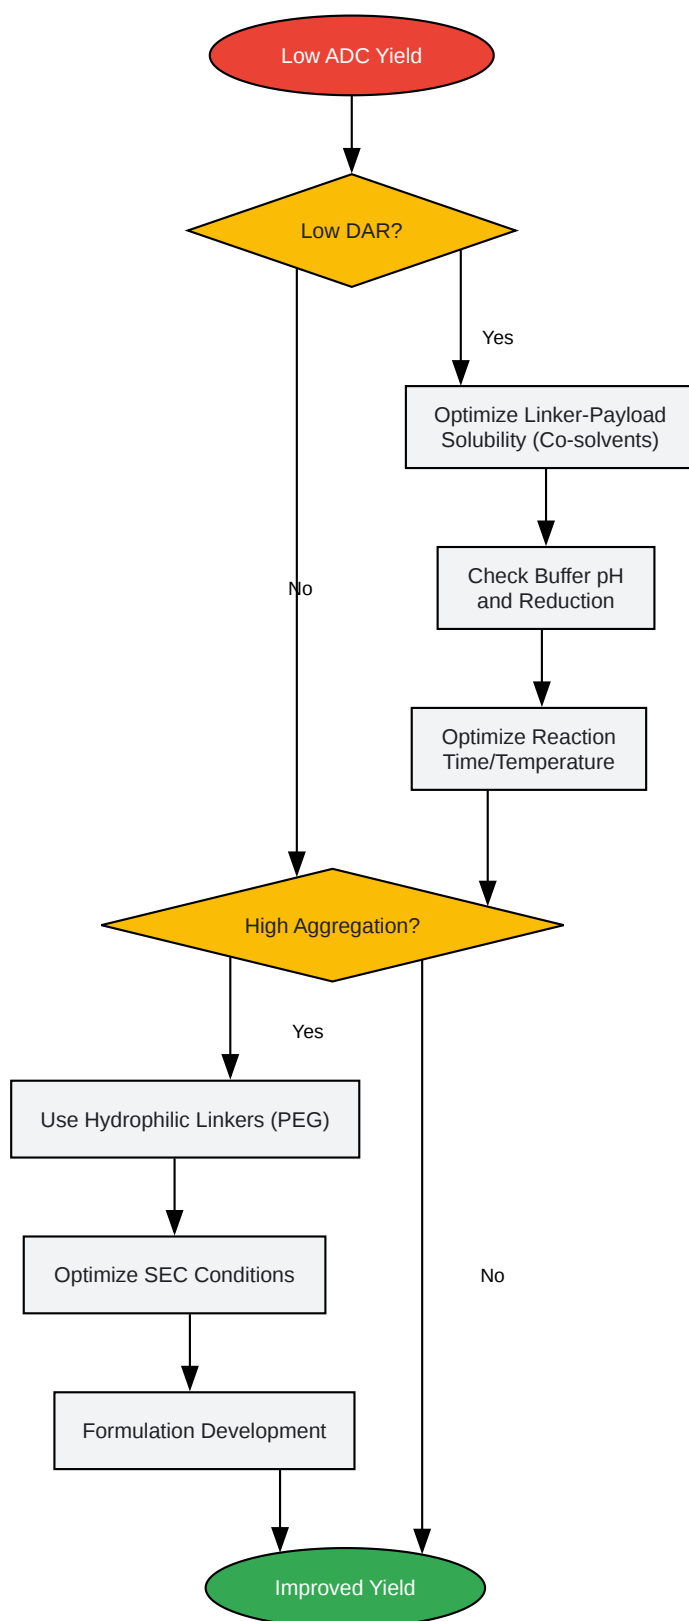 Low ADC Yield
Low DAR?
Yes
Optimize Linker-Payload
Solubility (Co-solvents)
Check Buffer pH
and Reduction
No
Optimize Reaction
Time/Temperature
High Aggregation?
Yes
Use Hydrophilic Linkers (PEG)
Optimize SEC Conditions
No
Formulation Development
Improved Yield